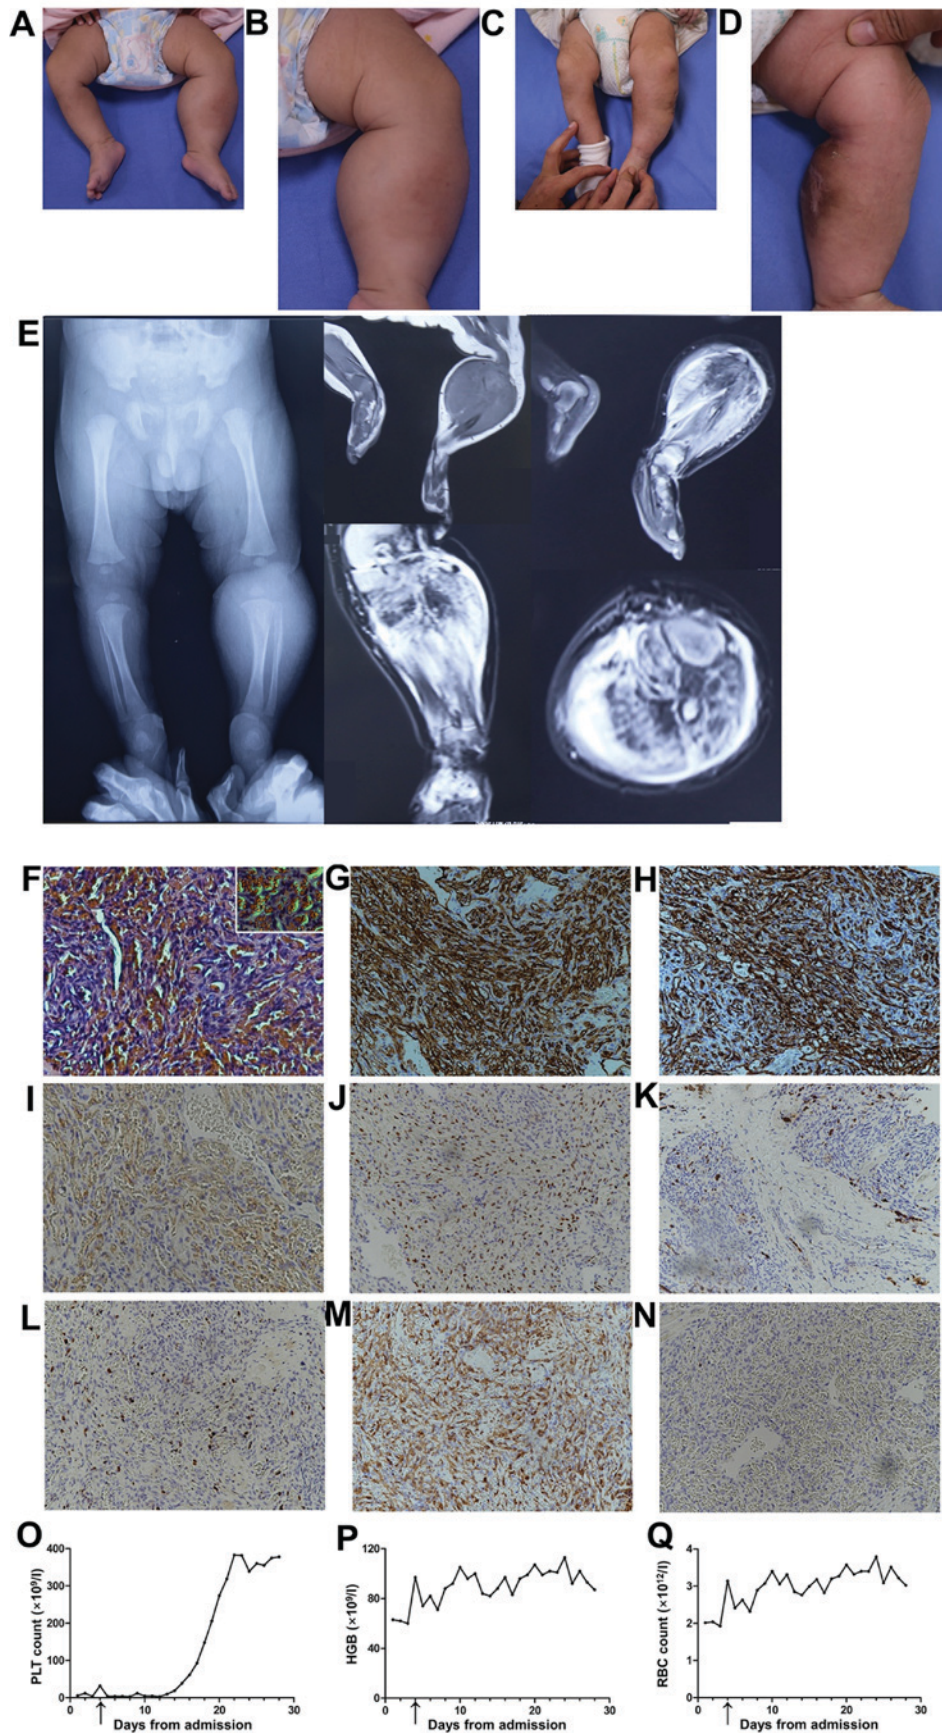 A B C D
E
F G H
I J K
L M N
O P Q
PLT count (×10⁹/l)
400
300
200
100
0
0 10 20 30
Days from admission
HGB (×10⁹/l)
120
80
40
0
0 10 20 30
Days from admission
RBC count (×10¹²/l)
4
3
2
1
0
0 10 20 30
Days from admission